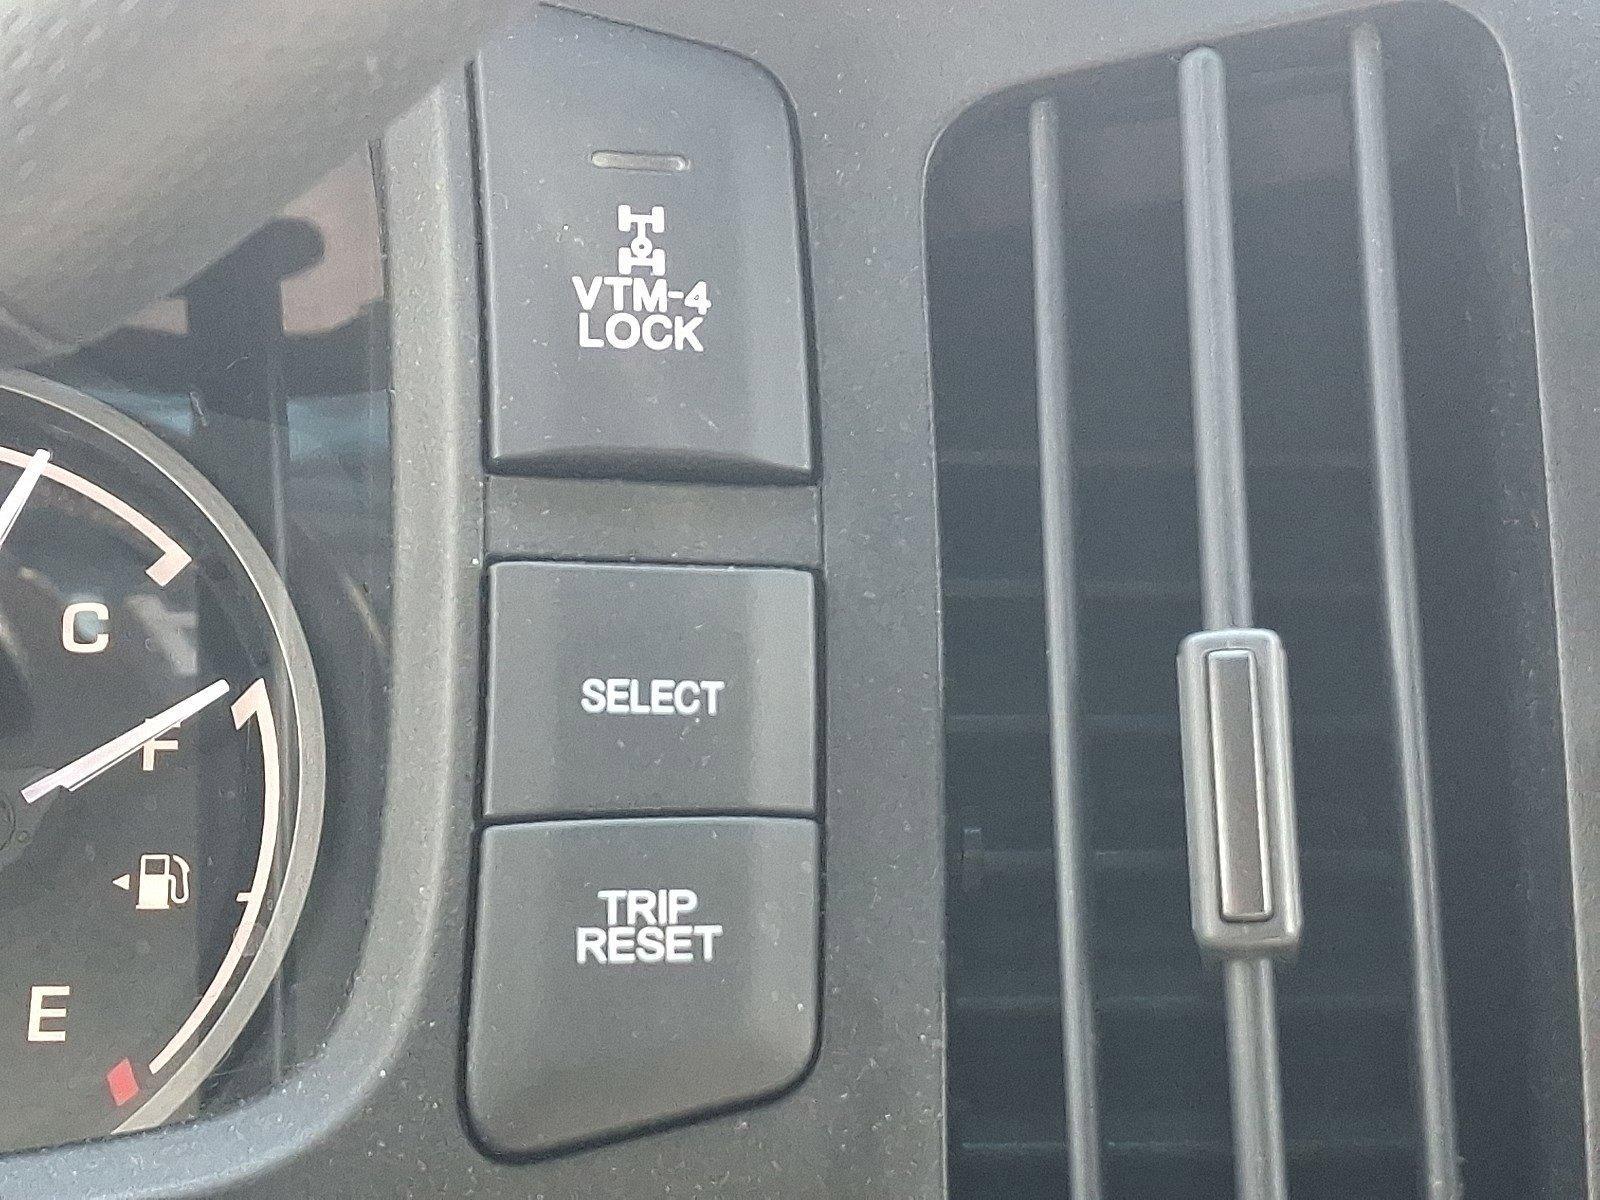 VTM-4
LOCK
C
SELECT
F
TRIP
RESET
E